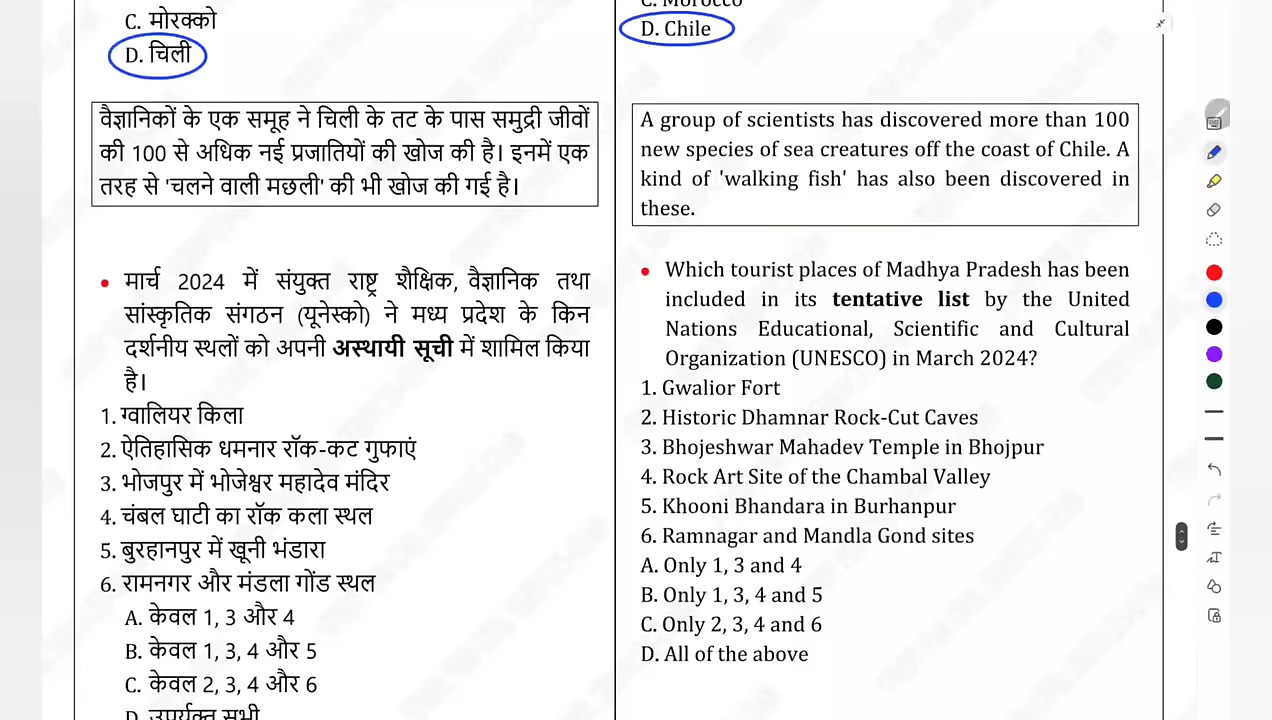 C. मोरक्को
D. चिली
वैज्ञानिकों के एक समूह ने चिली के तट के पास समुद्री जीवों
की 100 से अधिक नई प्रजातियों की खोज की है। इनमें एक
तरह से 'चलने वाली मछली' की भी खोज की गई है।
• मार्च 2024 में संयुक्त राष्ट्र शैक्षिक, वैज्ञानिक तथा
सांस्कृतिक संगठन (यूनेस्को) ने मध्य प्रदेश के किन
दर्शनीय स्थलों को अपनी अस्थायी सूची में शामिल किया
है।
1. ग्वालियर किला
2. ऐतिहासिक धमनार रॉक-कट गुफाएं
3. भोजपुर में भोजेश्वर महादेव मंदिर
4. चंबल घाटी का रॉक कला स्थल
5. बुरहानपुर में खूनी भंडारा
6. रामनगर और मंडला गोंड स्थल
A. केवल 1, 3 और 4
B. केवल 1, 3, 4 और 5
C. केवल 2, 3, 4 और 6
D. उपर्युक्त सभी
C. Morocco
D. Chile
A group of scientists has discovered more than 100
new species of sea creatures off the coast of Chile. A
kind of 'walking fish' has also been discovered in
these.
• Which tourist places of Madhya Pradesh has been
included in its tentative list by the United
Nations Educational, Scientific and Cultural
Organization (UNESCO) in March 2024?
1. Gwalior Fort
2. Historic Dhamnar Rock-Cut Caves
3. Bhojeshwar Mahadev Temple in Bhojpur
4. Rock Art Site of the Chambal Valley
5. Khooni Bhandara in Burhanpur
6. Ramnagar and Mandla Gond sites
A. Only 1, 3 and 4
B. Only 1, 3, 4 and 5
C. Only 2, 3, 4 and 6
D. All of the above